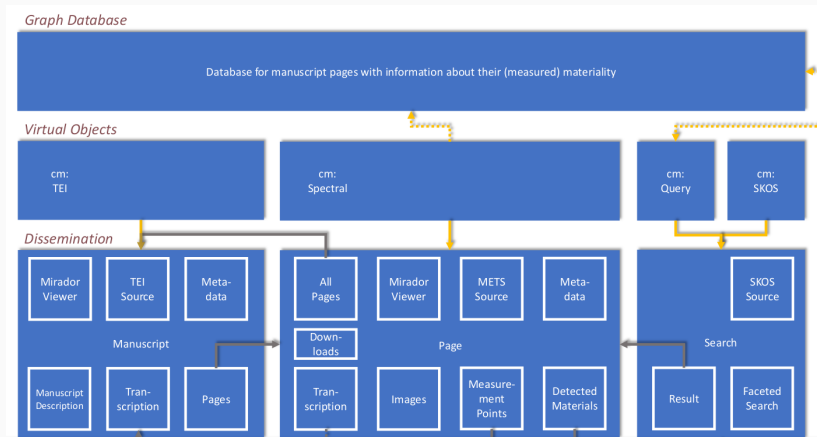 Graph Database
Database for manuscript pages with information about their (measured) materiality
Virtual Objects
cm:
TEI
cm:
Spectral
cm:
Query
cm:
SKOS
Dissemination
Mirador
Viewer
TEI
Source
Meta-
data
Manuscript
Manuscript
Description
Tran-
scription
Pages
All
Pages
Mirador
Viewer
METS
Source
Meta-
data
Down-
loads
Page
Tran-
scription
Images
Measure-
ment
Points
Detected
Materials
SKOS
Source
Search
Result
Faceted
Search